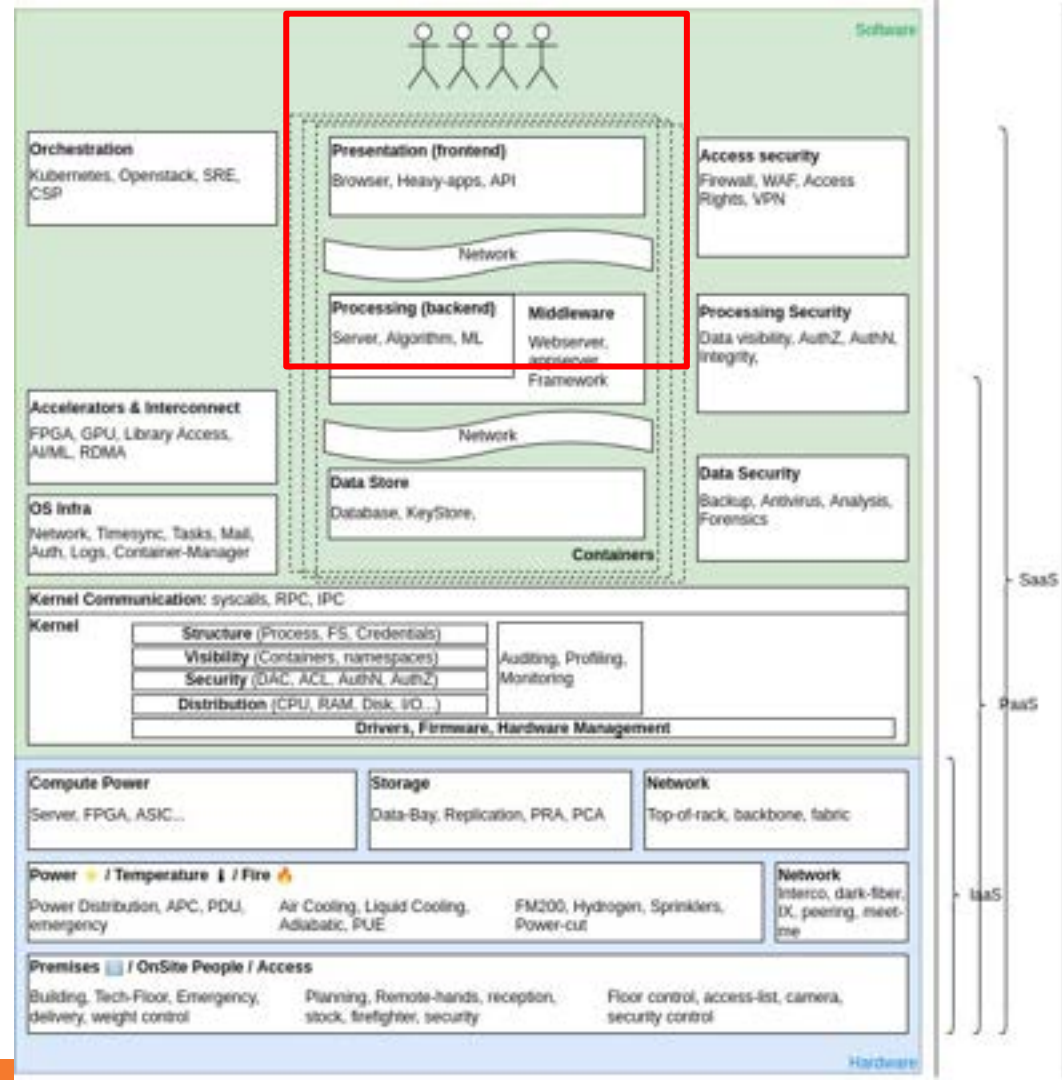 Software
Orchestration
Kubernetes, Openstack, SRE,
CSP
Presentation (frontend)
Browser, Heavy-apps, API
Access security
Firewall, WAF, Access
Rights, VPN
Network
Processing (backend)
Server, Algorithm, ML
Middleware
Webserver,
appserver
Framework
Processing Security
Data visibility, AuthZ, AuthN,
Integrity,
Accelerators & Interconnect
FPGA, GPU, Library Access,
AI/ML, RDMA
Network
Data Store
Database, KeyStore,
Containers
Data Security
Backup, Antivirus, Analysis,
Forensics
OS Infra
Network, Timesync, Tasks, Mail,
Auth, Logs, Container-Manager
SaaS
Kernel Communication: syscalls, RPC, IPC
Kernel
Structure (Process, FS, Credentials)
Visibility (Containers, namespaces)
Security (DAC, ACL, AuthN, AuthZ)
Distribution (CPU, RAM, Disk, I/O...)
Auditing, Profiling,
Monitoring
Drivers, Firmware, Hardware Management
PaaS
Compute Power
Server, FPGA, ASIC...
Storage
Data-Bay, Replication, PRA, PCA
Network
Top-of-rack, backbone, fabric
Power ☀️ / Temperature 🌡 / Fire 🔥
Power Distribution, APC, PDU,
emergency
Air Cooling, Liquid Cooling,
Adiabatic, PUE
FM200, Hydrogen, Sprinklers,
Power-cut
Network
Interco, dark-fiber,
IX, peering, meet-
me
IaaS
Premises 🏢 / OnSite People / Access
Building, Tech-Floor, Emergency,
delivery, weight control
Planning, Remote-hands, reception,
stock, firefighter, security
Floor control, access-list, camera,
security control
Hardware